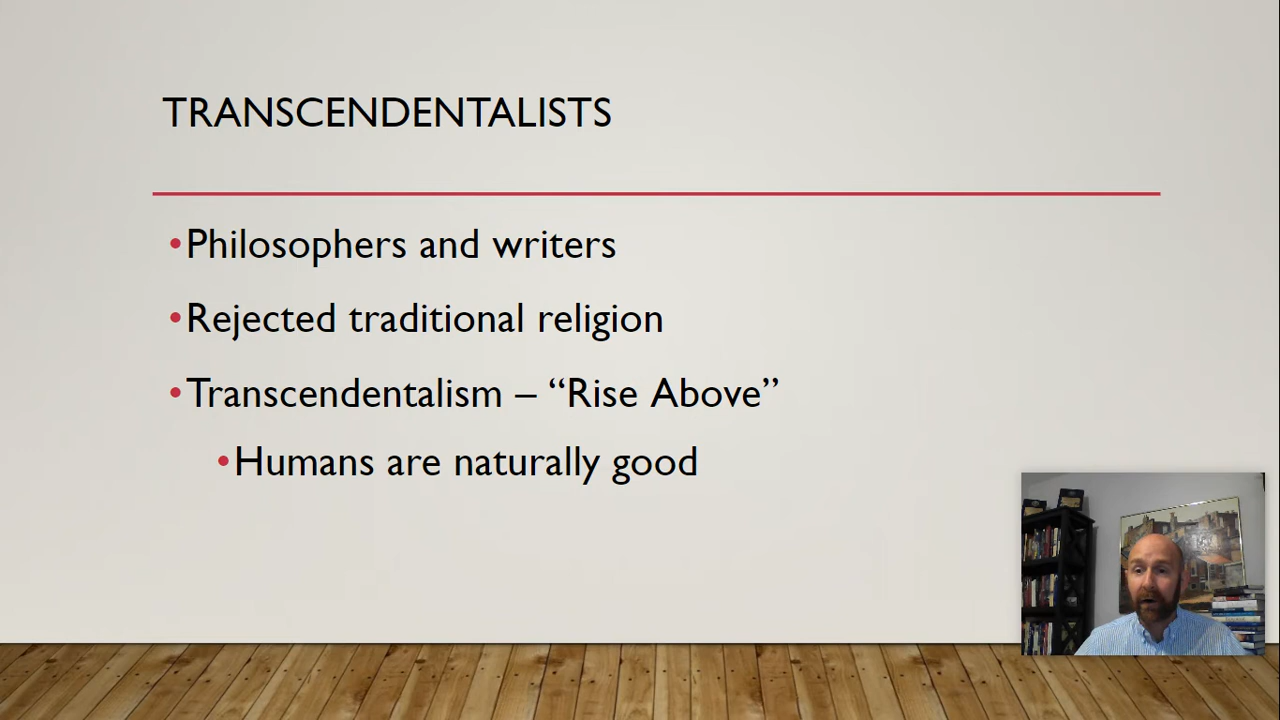 TRANSCENDENTALISTS
•Philosophers and writers
•Rejected traditional religion
•Transcendentalism – “Rise Above”
•Humans are naturally good